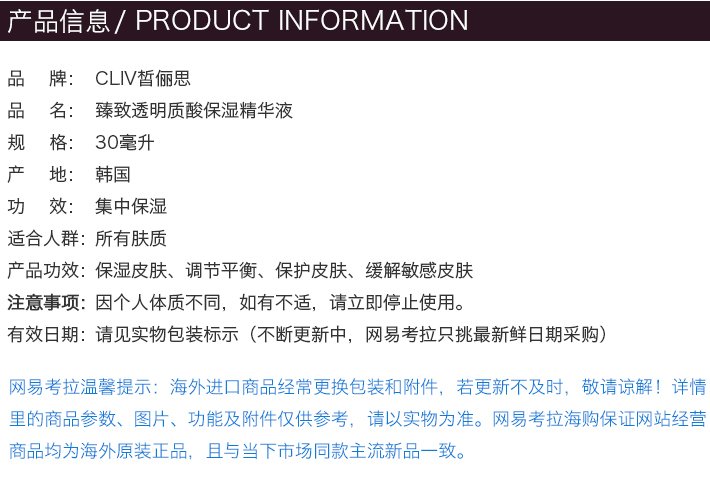 产品信息/ PRODUCT INFORMATION
品 牌： CLIV皙俪思
品 名： 臻致透明质酸保湿精华液
规 格： 30毫升
产 地： 韩国
功 效： 集中保湿
适合人群： 所有肤质
产品功效： 保湿皮肤、调节平衡、保护皮肤、缓解敏感皮肤
注意事项： 因个人体质不同，如有不适，请立即停止使用。
有效日期： 请见实物包装标示（不断更新中，网易考拉只挑最新鲜日期采购）
网易考拉温馨提示：海外进口商品经常更换包装和附件，若更新不及时，敬请谅解！详情
里的商品参数、图片、功能及附件仅供参考，请以实物为准。网易考拉海购保证网站经营
商品均为海外原装正品，且与当下市场同款主流新品一致。